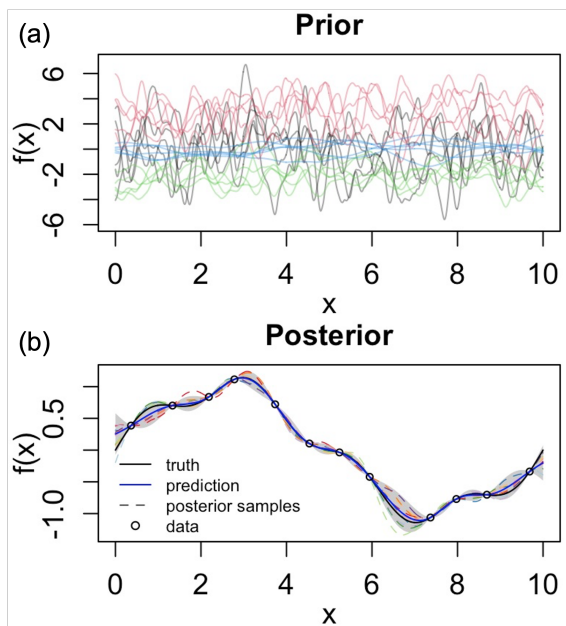 (a)
Prior
f(x)
6
2
-2
-6
0 2 4 6 8 10
x
(b)
Posterior
f(x)
0.5
-1.0
truth
prediction
posterior samples
data
0 2 4 6 8 10
x